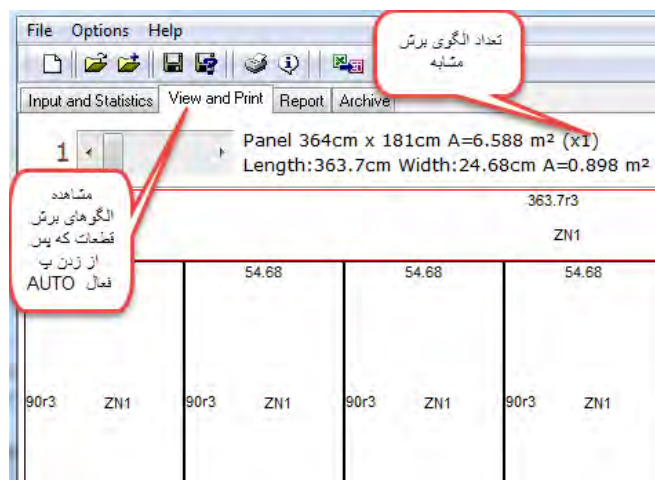 File Options Help
تعداد الگوی برش
مشابه
Input and Statistics View and Print Report Archive
1
Panel 364cm x 181cm A=6.588 m² (x1)
Length:363.7cm Width:24.68cm A=0.898 m²
مشاهده
الگوهای برش
قطعات که پس
از زدن ب
فعال AUTO
363.7r3
ZN1
54.68 54.68 54.68
90r3 ZN1 90r3 ZN1 90r3 ZN1 90r3 ZN1